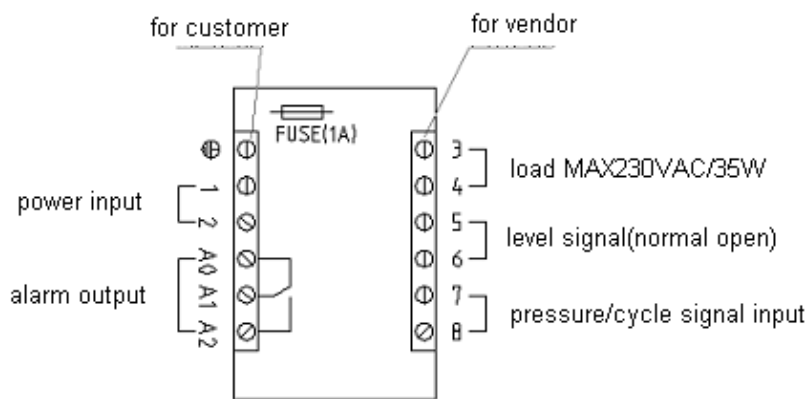 for customer
for vendor
FUSE(1A)
power input
1
2
alarm output
A0
A1
A2
3
4
load MAX230VAC/35W
5
6
level signal(normal open)
7
8
pressure/cycle signal input